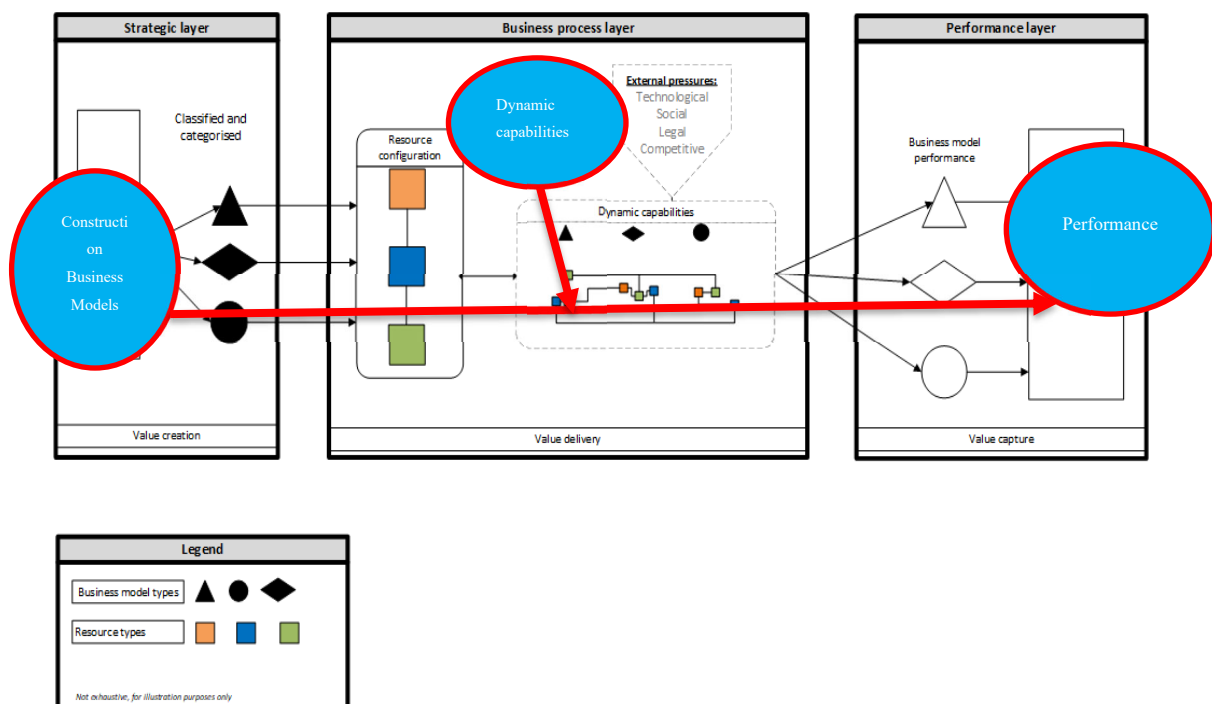 Strategic layer
Classified and
categorised
Constructi
on
Business
Models
Value creation
Business process layer
Resource
configuration
Dynamic
capabilities
External pressures:
Technological
Social
Legal
Competitive
Dynamic capabilities
Value delivery
Performance layer
Business model
performance
Performance
Value capture
Legend
Business model types
Resource types
Not exhaustive, for illustration purposes only